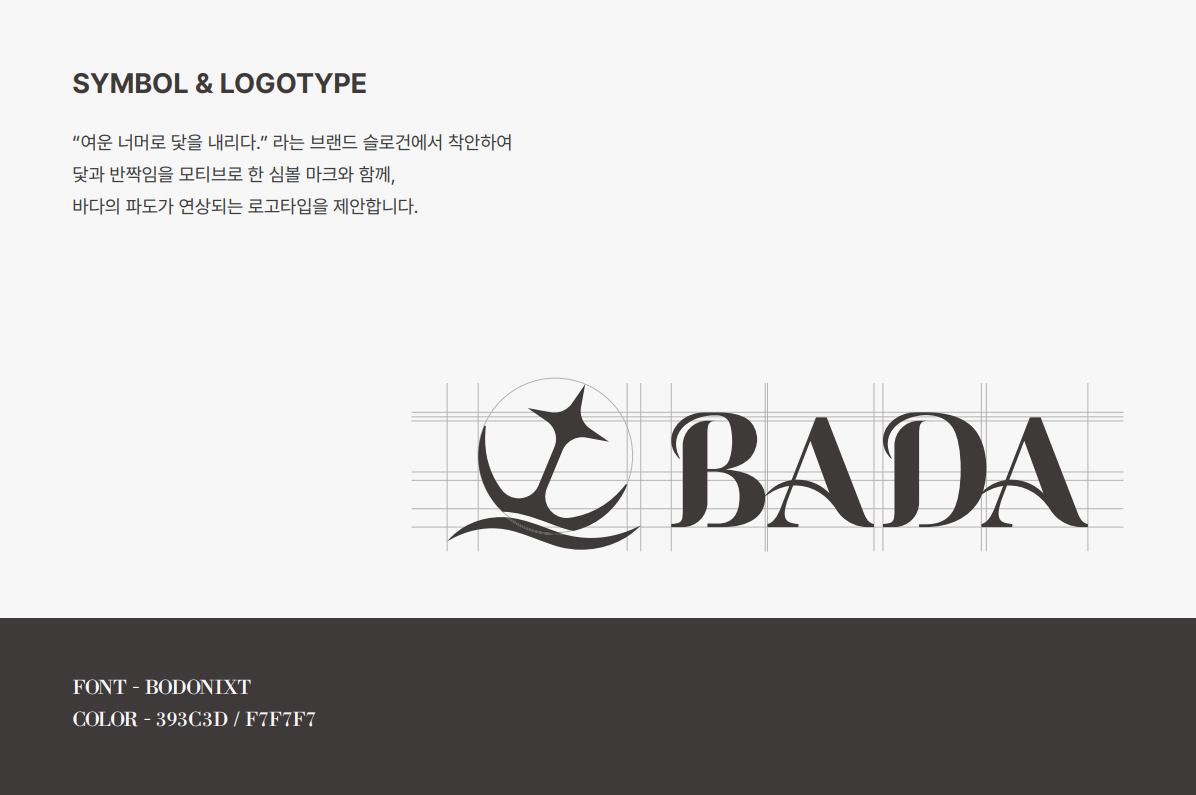 SYMBOL & LOGOTYPE
“여운 너머로 닻을 내리다.” 라는 브랜드 슬로건에서 착안하여
닻과 반짝임을 모티브로 한 심볼 마크와 함께,
바다의 파도가 연상되는 로고타입을 제안합니다.
BADA
FONT - BODONIXT
COLOR - 393C3D / F7F7F7